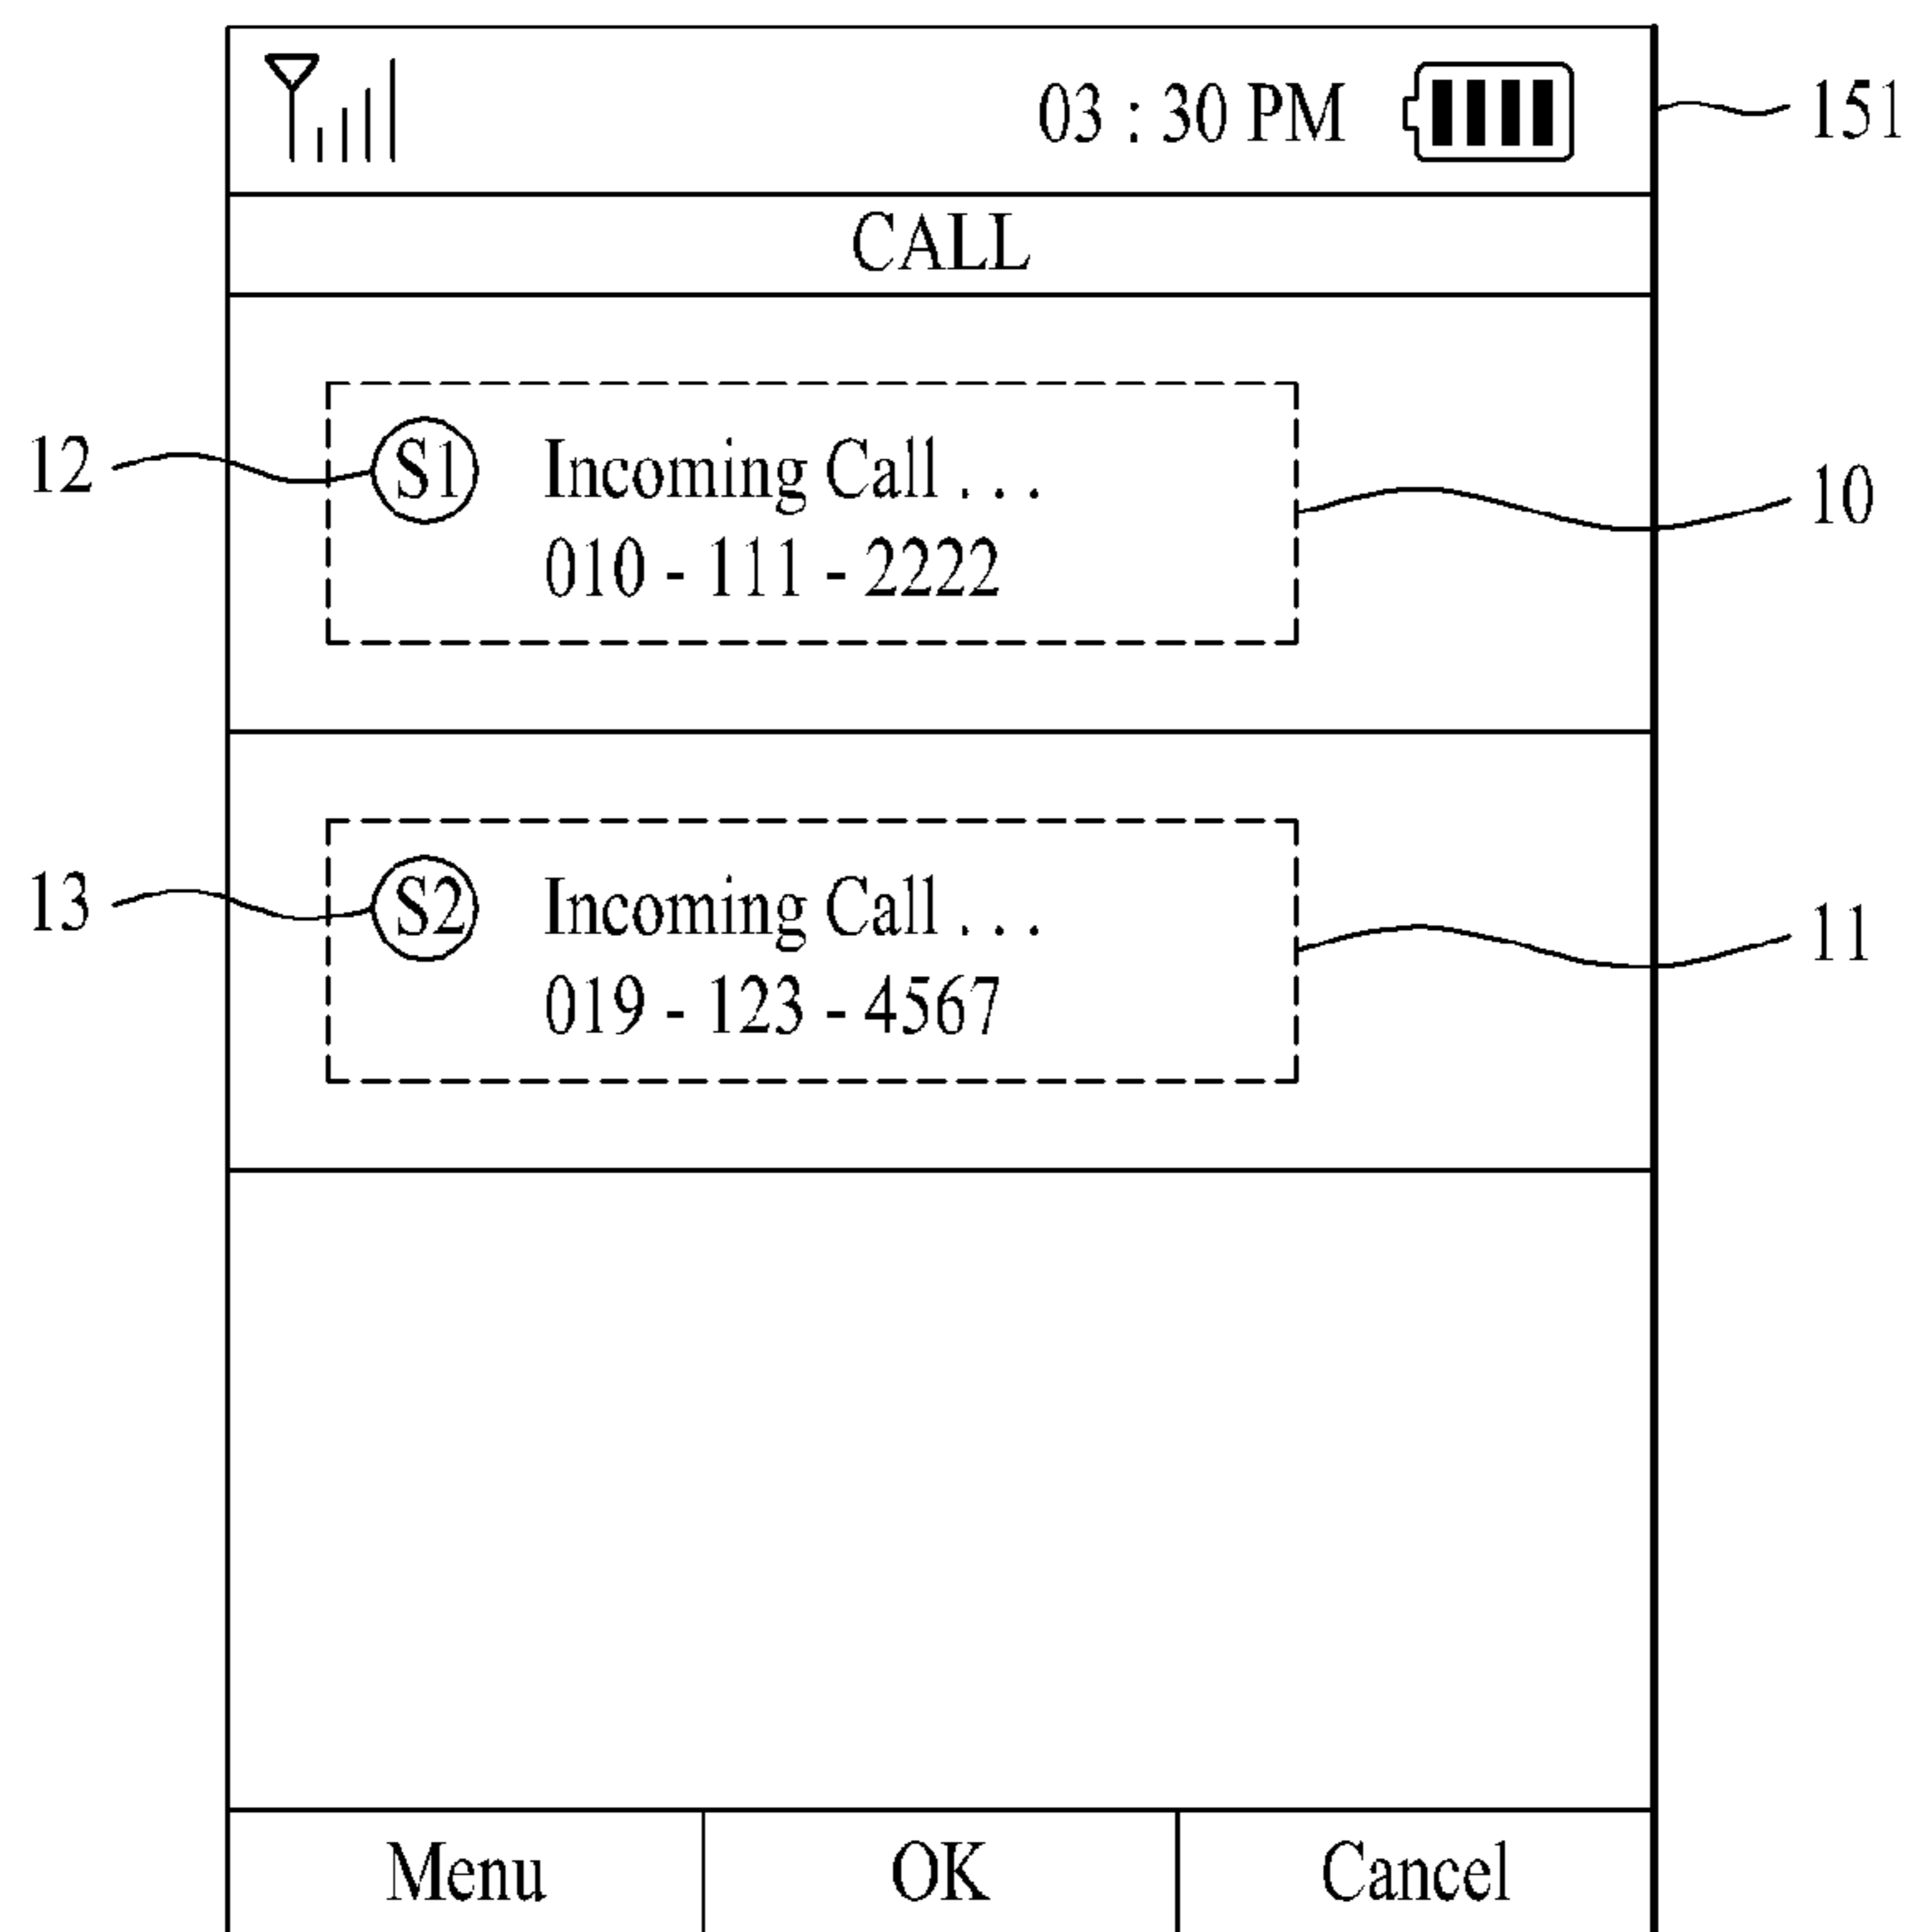 03 : 30 PM
151
CALL
12
S1 Incoming Call . . .
10
010 - 111 - 2222
13
S2 Incoming Call . . .
11
019 - 123 - 4567
Menu OK Cancel